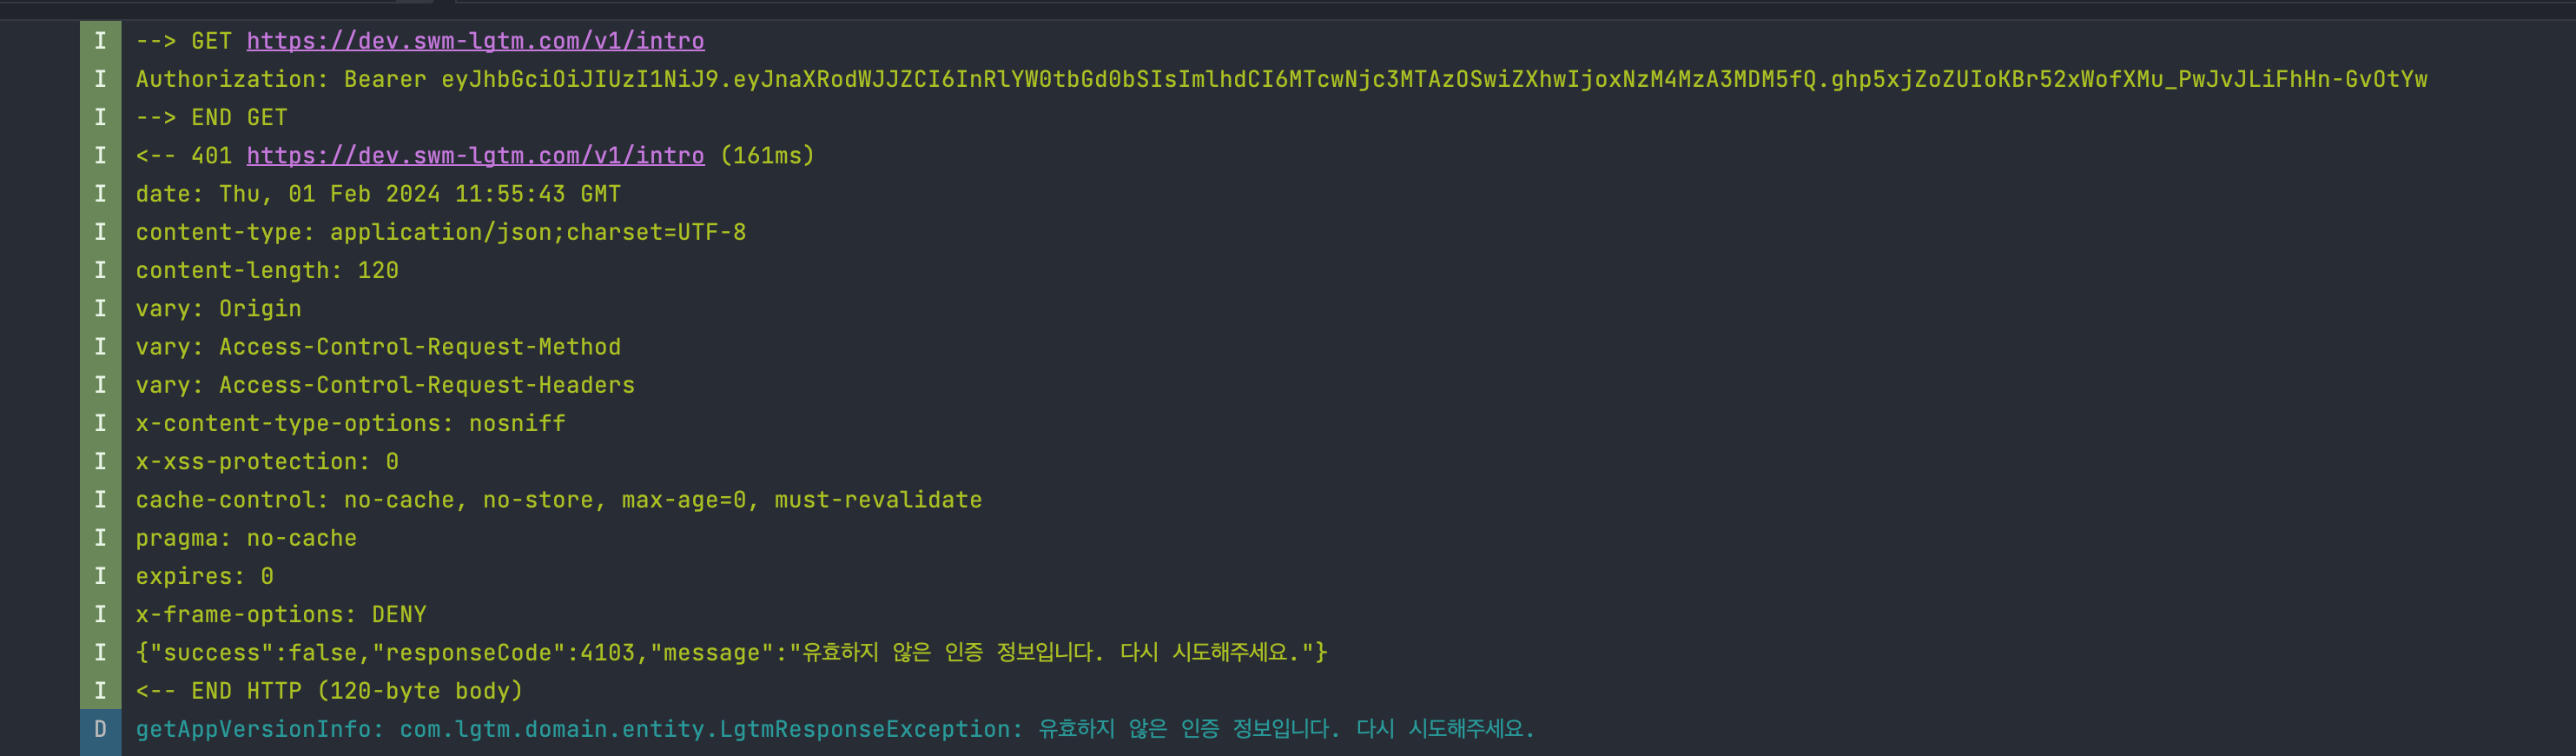 I --> GET https://dev.swm-lgtm.com/v1/intro
I Authorization: Bearer eyJhbGciOiJIUzI1NiJ9.eyJnaXRodWJJZCI6InRlYW0tbGd0bSIsImlhdCI6MTcwNjc3MTAzOSwiZXhwIjoxNzM4MzA3MDM5fQ.ghp5xjZoZUIoKBr52xWofXMu_PwJvJLiFhHn-GvOtYw
I --> END GET
I <-- 401 https://dev.swm-lgtm.com/v1/intro (161ms)
I date: Thu, 01 Feb 2024 11:55:43 GMT
I content-type: application/json;charset=UTF-8
I content-length: 120
I vary: Origin
I vary: Access-Control-Request-Method
I vary: Access-Control-Request-Headers
I x-content-type-options: nosniff
I x-xss-protection: 0
I cache-control: no-cache, no-store, max-age=0, must-revalidate
I pragma: no-cache
I expires: 0
I x-frame-options: DENY
I {"success":false,"responseCode":4103,"message":"유효하지 않은 인증 정보입니다. 다시 시도해주세요."}
I <-- END HTTP (120-byte body)
D getAppVersionInfo: com.lgtm.domain.entity.LgtmResponseException: 유효하지 않은 인증 정보입니다. 다시 시도해주세요.